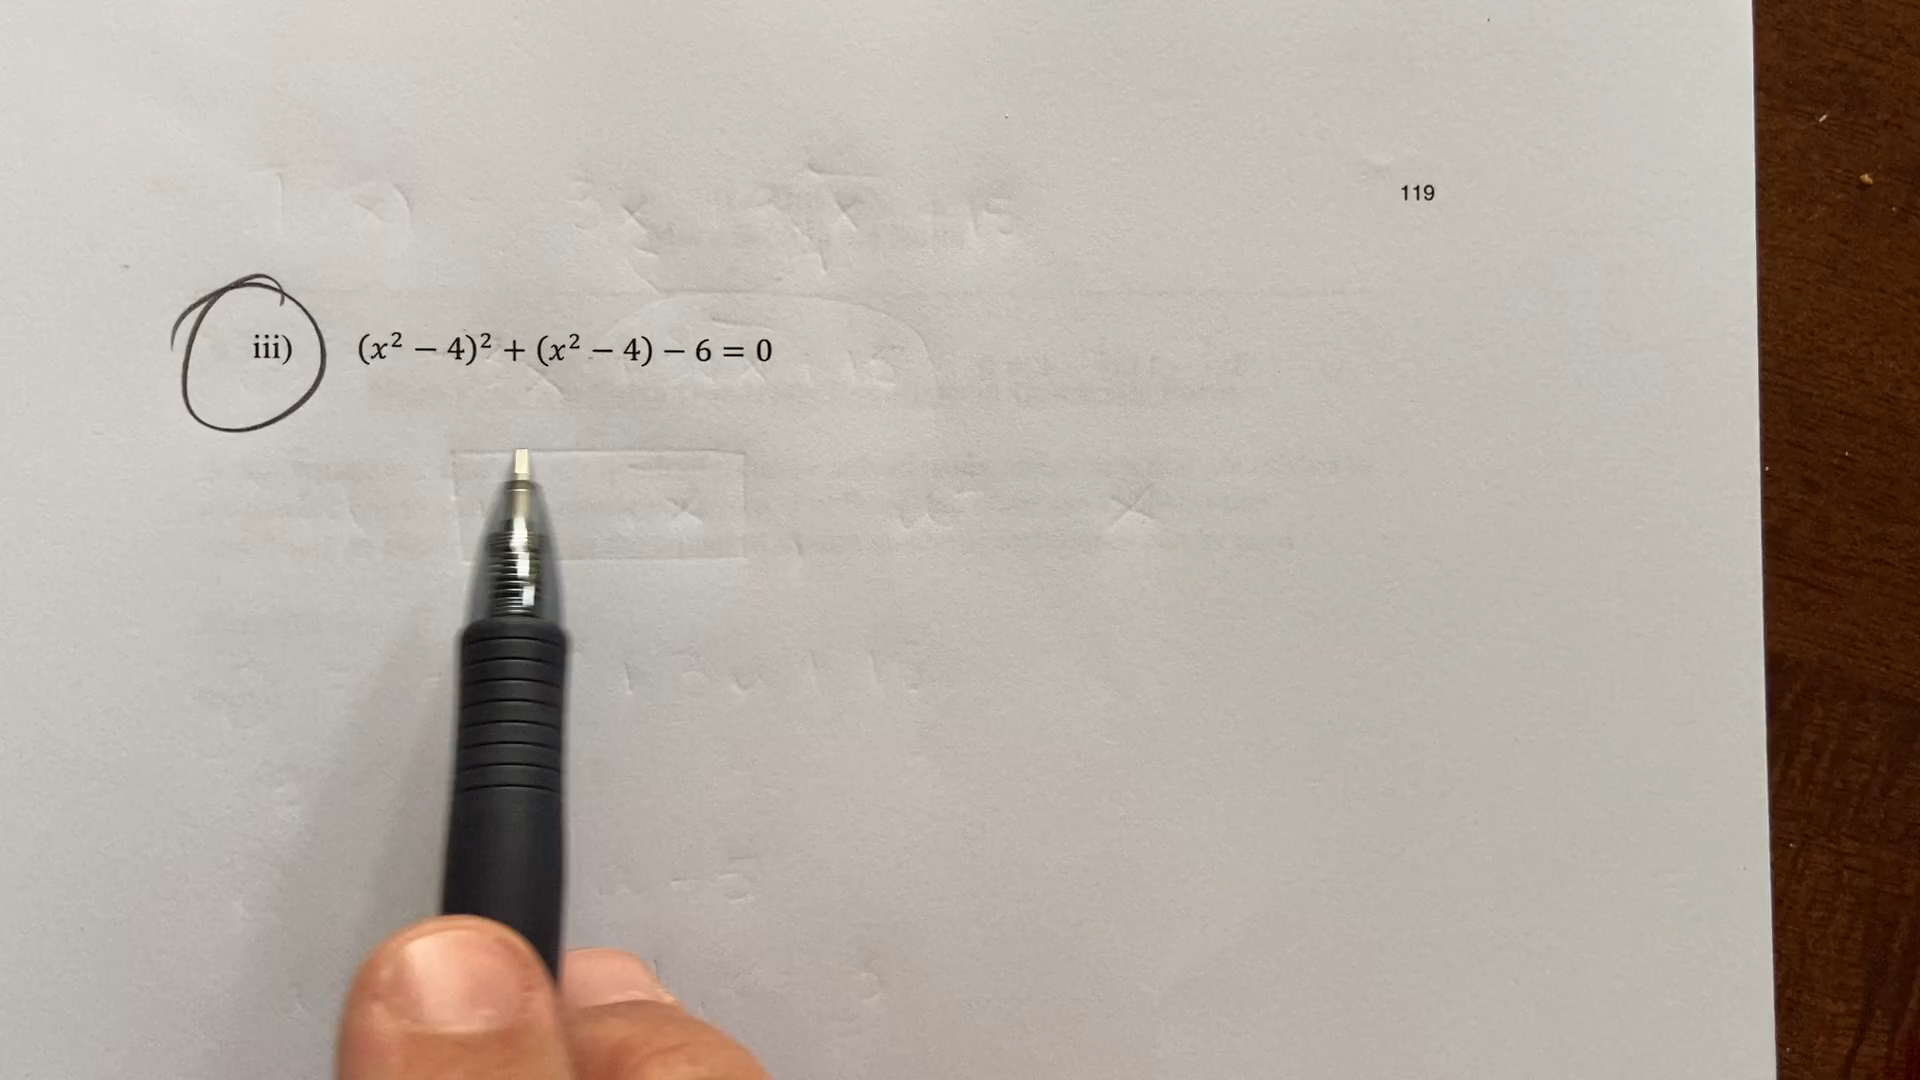 119
iii) (x² − 4)² + (x² − 4) − 6 = 0